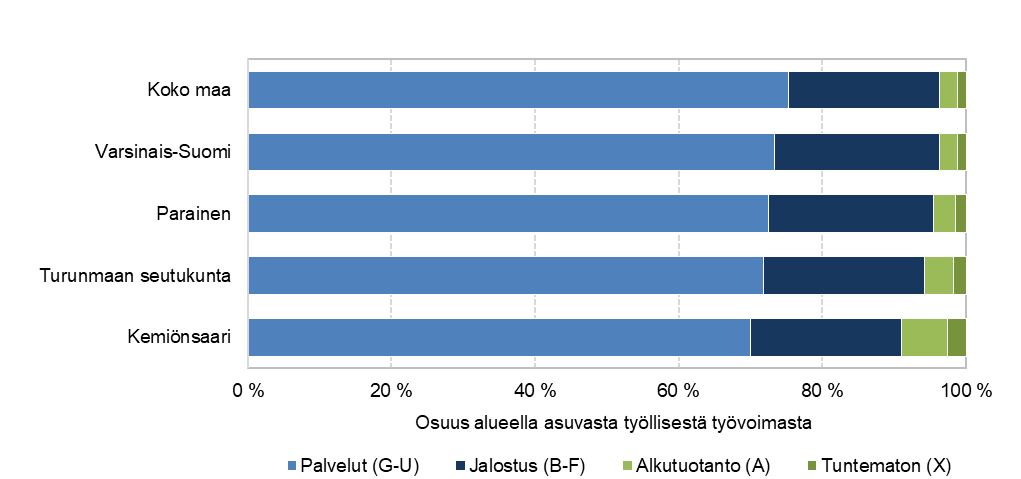 Koko maa
Varsinais-Suomi
Parainen
Turunmaan seutukunta
Kemiönsaari
0 % 20 % 40 % 60 % 80 % 100 %
Osuus alueella asuvasta työllisestä työvoimasta
Palvelut (G-U) Jalostus (B-F) Alkutuotanto (A) Tuntematon (X)